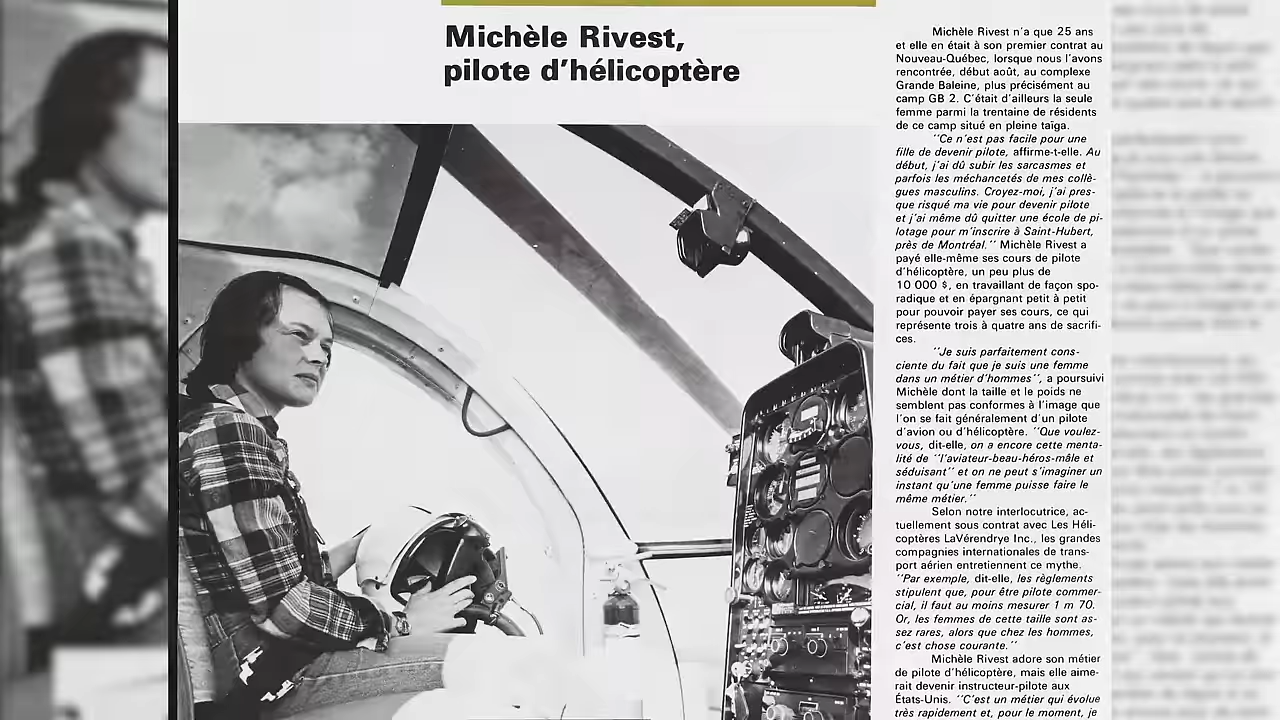 Michèle Rivest,
pilote d'hélicoptère
Michèle Rivest n'a que 25 ans
et elle en était à son premier contrat au
Nouveau-Québec, lorsque nous l'avons
rencontrée, début août, au complexe
Grande Baleine, plus précisément au
camp GB 2. C'était d'ailleurs la seule
femme parmi la trentaine de résidents
de ce camp situé en pleine taïga.
''Ce n'est pas facile pour une
fille de devenir pilote, affirme-t-elle. Au
début, j'ai dû subir les sarcasmes et
parfois les méchancetés de mes collè-
gues masculins. Croyez-moi, j'ai pres-
que risqué ma vie pour devenir pilote
et j'ai même dû quitter une école de pi-
lotage pour m'inscrire à Saint-Hubert,
près de Montréal.'' Michèle Rivest a
payé elle-même ses cours de pilote
d'hélicoptère, un peu plus de
10 000 $, en travaillant de façon spo-
radique et en épargnant petit à petit
pour pouvoir payer ses cours, ce qui
représente trois à quatre ans de sacrifi-
ces.
''Je suis parfaitement cons-
ciente du fait que je suis une femme
dans un métier d'hommes'', a poursuivi
Michèle dont la taille et le poids ne
semblent pas conformes à l'image que
l'on se fait généralement d'un pilote
d'avion ou d'hélicoptère. ''Que voulez-
vous, dit-elle, on a encore cette menta-
lité de ''l'aviateur-beau-héros-mâle et
séduisant'' et on ne peut s'imaginer un
instant qu'une femme puisse faire le
même métier.''
Selon notre interlocutrice, ac-
tuellement sous contrat avec Les Héli-
coptères LaVérendrye Inc., les grandes
compagnies internationales de trans-
port aérien entretiennent ce mythe.
''Par exemple, dit-elle, les règlements
stipulent que, pour être pilote commer-
cial, il faut au moins mesurer 1 m 70.
Or, les femmes de cette taille sont as-
sez rares, alors que chez les hommes,
c'est chose courante.''
Michèle Rivest adore son métier
de pilote d'hélicoptère, mais elle aime-
rait devenir instructeur-pilote aux
États-Unis. ''C'est un métier qui évolue
très rapidement et, pour le moment, je